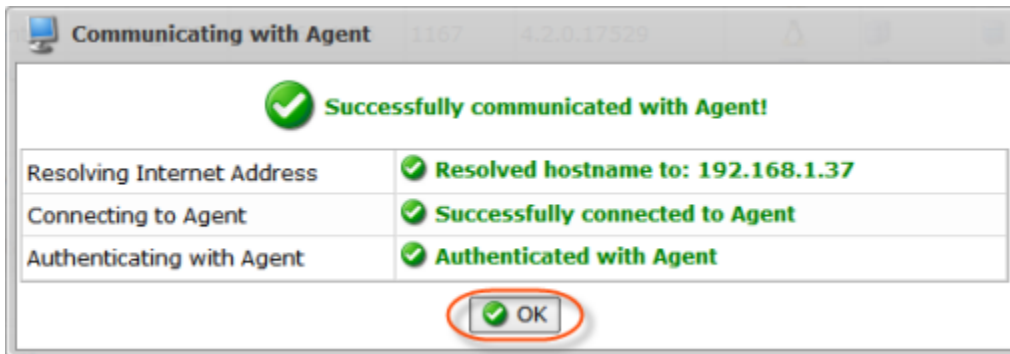 Communicating with Agent 1167 4.2.0.17529
Successfully communicated with Agent!
Resolving Internet Address Resolved hostname to: 192.168.1.37
Connecting to Agent Successfully connected to Agent
Authenticating with Agent Authenticated with Agent
OK